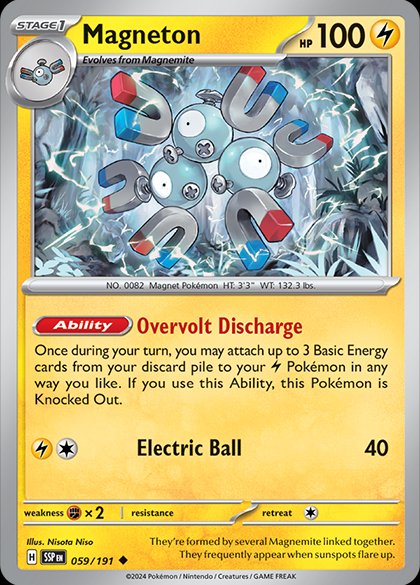 STAGE1 Magneton HP 100
Evolves from Magnemite
NO. 0082 Magnet Pokémon HT: 3'3" WT: 132.3 lbs.
Ability Overvolt Discharge
Once during your turn, you may attach up to 3 Basic Energy
cards from your discard pile to your Pokémon in any
way you like. If you use this Ability, this Pokémon is
Knocked Out.
Electric Ball 40
weakness ×2 resistance retreat
Illus. Nisota Niso
They're formed by several Magnemite linked together.
They frequently appear when sunspots flare up.
H SSP EN 059/191
©2024 Pokémon / Nintendo / Creatures / GAME FREAK